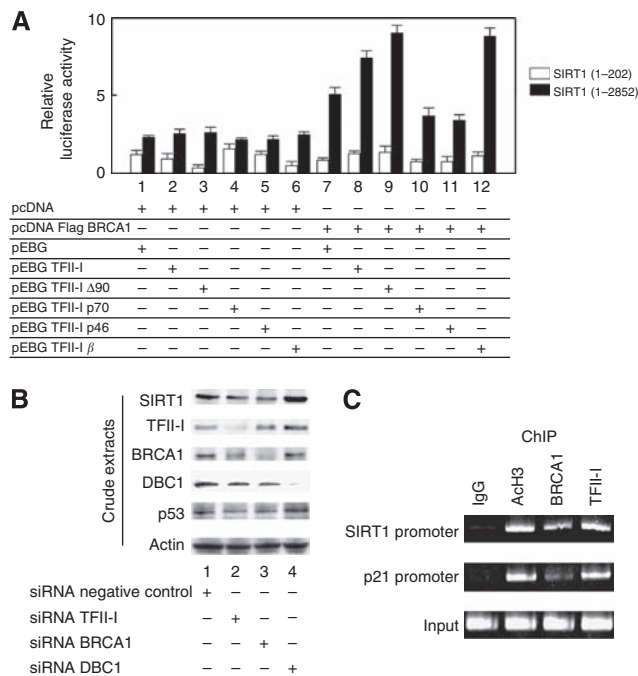 A
Relative
luciferase activity
10
5
0
SIRT1 (1–202)
SIRT1 (1–2852)
1 2 3 4 5 6 7 8 9 10 11 12
pcDNA + + + + + + – – – – – –
pcDNA Flag BRCA1 – – – – – – + + + + + +
pEBG + – – – – – + – – – – –
pEBG TFII-I – + – – – – – + – – – –
pEBG TFII-I Δ90 – – + – – – – – + – – –
pEBG TFII-I p70 – – – + – – – – – + – –
pEBG TFII-I p46 – – – – + – – – – – + –
pEBG TFII-I β – – – – – + – – – – – +
B
Crude extracts
SIRT1
TFII-I
BRCA1
DBC1
p53
Actin
1 2 3 4
siRNA negative control + – – –
siRNA TFII-I – + – –
siRNA BRCA1 – – + –
siRNA DBC1 – – – +
C
ChIP
IgG AcH3 BRCA1 TFII-I
SIRT1 promoter
p21 promoter
Input